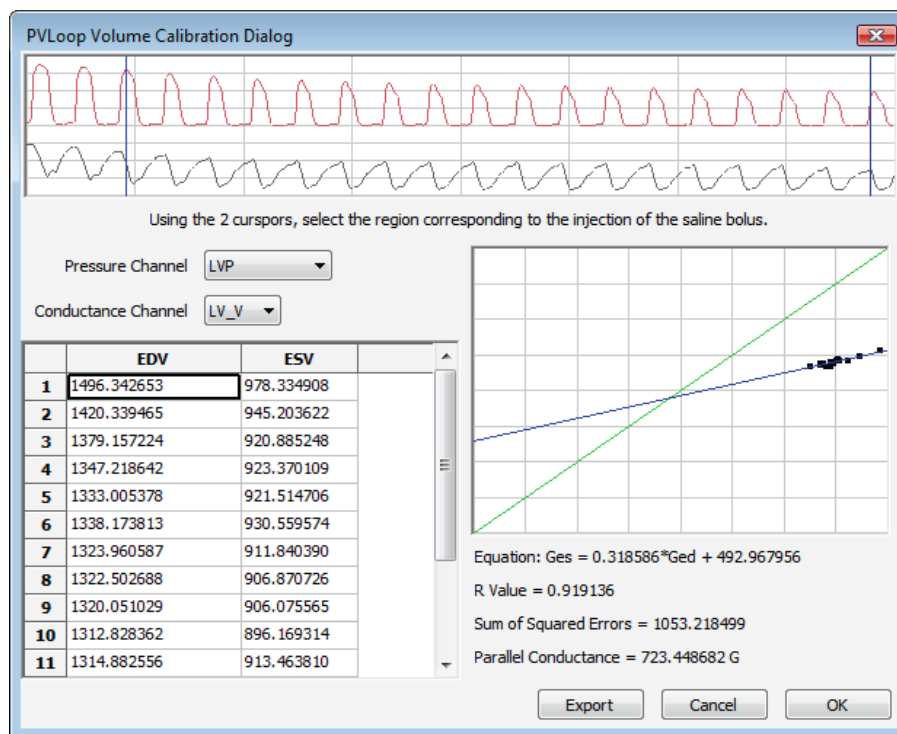 PVLoop Volume Calibration Dialog
Using the 2 curspors, select the region corresponding to the injection of the saline bolus.
Pressure Channel LVP
Conductance Channel LV_V
EDV ESV
1 1496.342653 978.334908
2 1420.339465 945.203622
3 1379.157224 920.885248
4 1347.218642 923.370109
5 1333.005378 921.514706
6 1338.173813 930.559574
7 1323.960587 911.840390
8 1322.502688 906.870726
9 1320.051029 906.075565
10 1312.828362 896.169314
11 1314.882556 913.463810
Equation: Ges = 0.318586*Ged + 492.967956
R Value = 0.919136
Sum of Squared Errors = 1053.218499
Parallel Conductance = 723.448682 G
Export Cancel OK